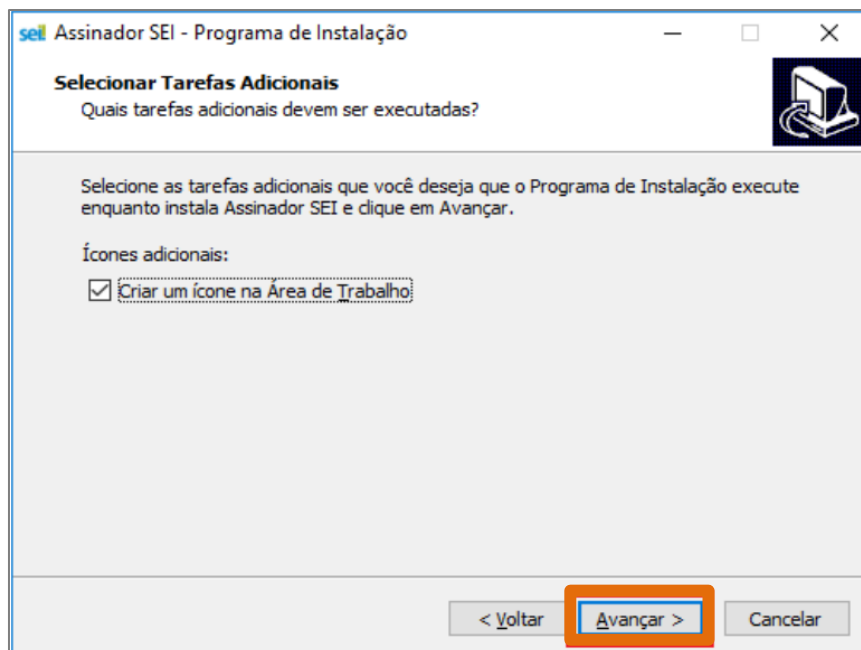 sei! Assinador SEI - Programa de Instalação
Selecionar Tarefas Adicionais
Quais tarefas adicionais devem ser executadas?
Selecione as tarefas adicionais que você deseja que o Programa de Instalação execute
enquanto instala Assinador SEI e clique em Avançar.
Ícones adicionais:
Criar um ícone na Área de Trabalho
< Voltar Avançar > Cancelar